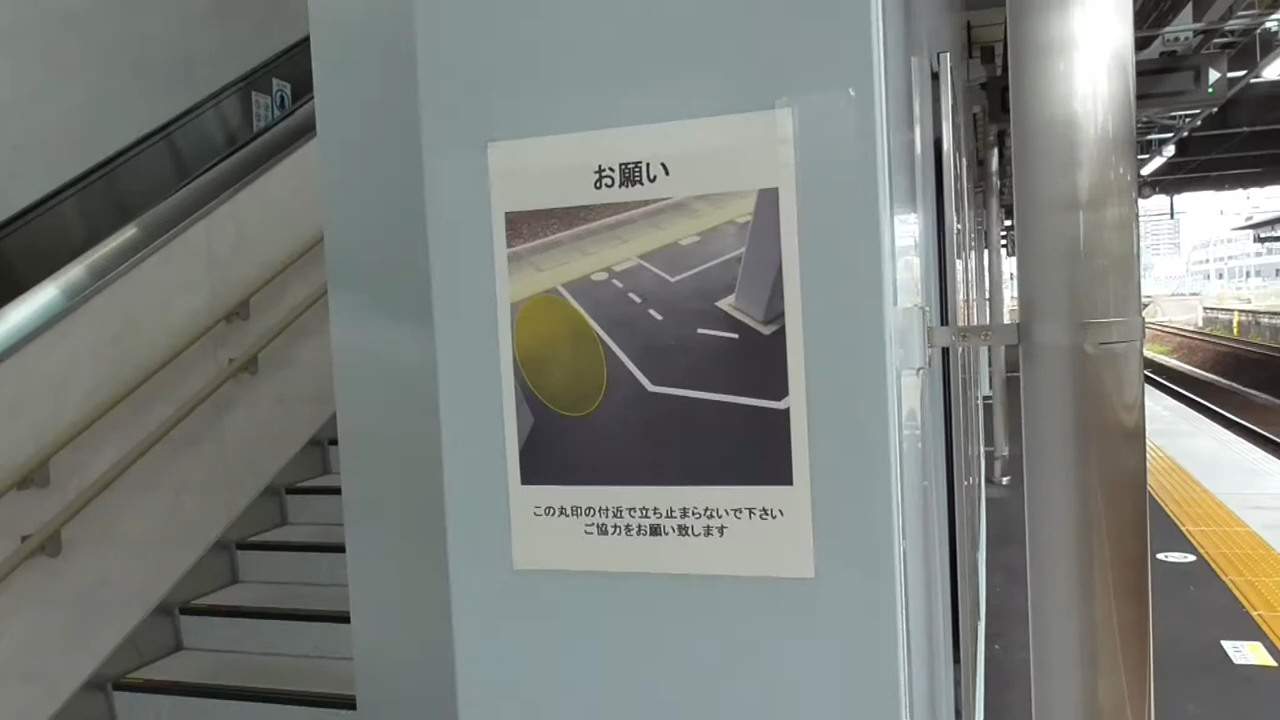 お願い
この丸印の付近で立ち止まらないで下さい
ご協力をお願い致します
2